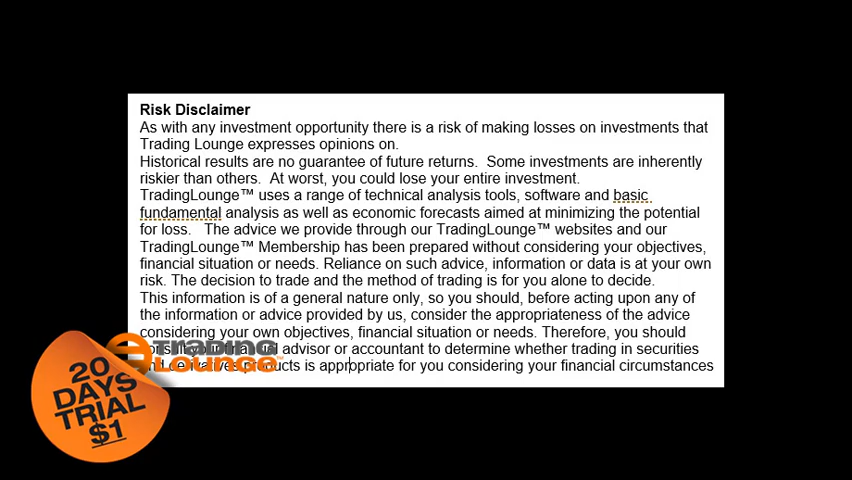 Risk Disclaimer
As with any investment opportunity there is a risk of making losses on investments that
Trading Lounge expresses opinions on.
Historical results are no guarantee of future returns.  Some investments are inherently
riskier than others.  At worst, you could lose your entire investment.
TradingLounge™ uses a range of technical analysis tools, software and basic
fundamental analysis as well as economic forecasts aimed at minimizing the potential
for loss.   The advice we provide through our TradingLounge™ websites and our
TradingLounge™ Membership has been prepared without considering your objectives,
financial situation or needs. Reliance on such advice, information or data is at your own
risk. The decision to trade and the method of trading is for you alone to decide.
This information is of a general nature only, so you should, before acting upon any of
the information or advice provided by us, consider the appropriateness of the advice
considering your own objectives, financial situation or needs. Therefore, you should
consult your financial advisor or accountant to determine whether trading in securities
and derivatives products is appropriate for you considering your financial circumstances
Trading
Lounge™
20
DAYS
TRIAL
$1